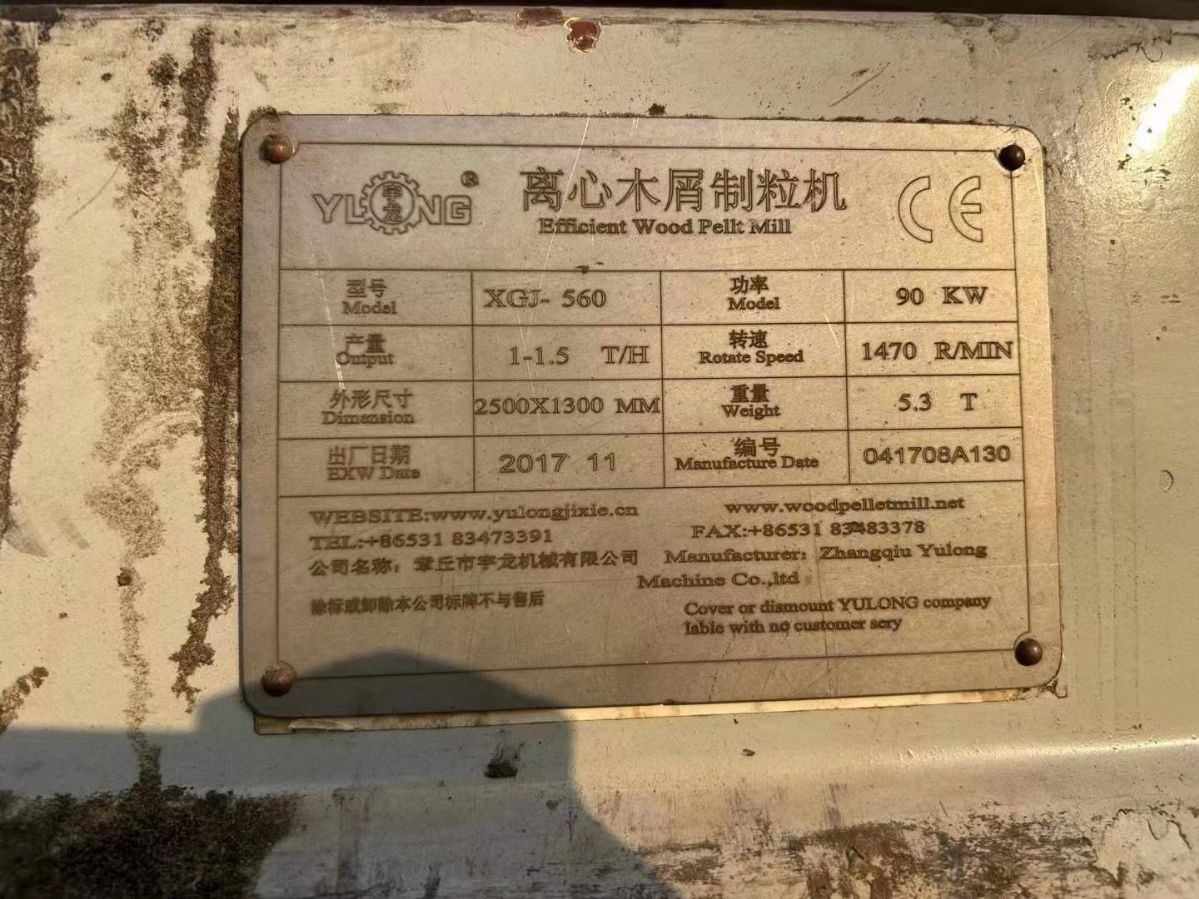 YULONG 宇龙 ®
离心木屑制粒机
Efficient Wood Pellt Mill
CE
型号 Model XGJ- 560 功率 Model 90 KW
产量 Output 1-1.5 T/H 转速 Rotate Speed 1470 R/MIN
外形尺寸 Dimension 2500X1300 MM 重量 Weight 5.3 T
出厂日期 EXW Date 2017 11 编号 Manufacture Date 041708A130
WEBSITE:www.yulongjixie.cn www.woodpelletmill.net
TEL:+86531 83473391 FAX:+86531 83483378
公司名称：章丘市宇龙机械有限公司 Manufacturer: Zhangqiu Yulong
Machine Co.,ltd
涂标或卸除本公司标牌不与售后 Cover or dismount YULONG company
lable with no customer serv